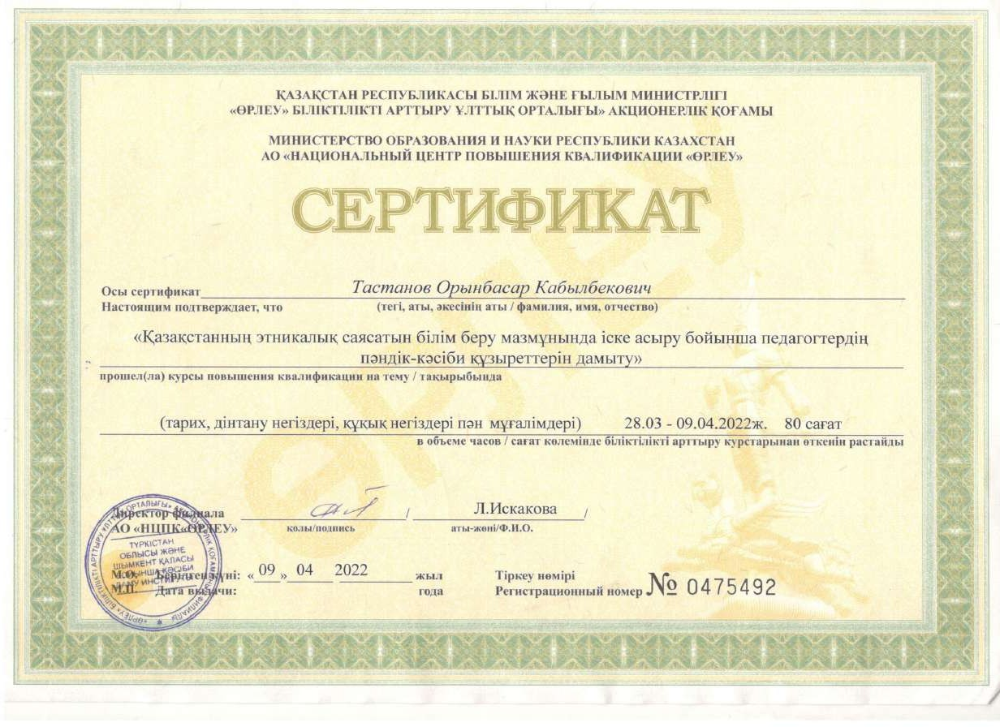 ҚАЗАҚСТАН РЕСПУБЛИКАСЫ БІЛІМ ЖӘНЕ ҒЫЛЫМ МИНИСТРЛІГІ
«ӨРЛЕУ» БІЛІКТІЛІКТІ АРТТЫРУ ҰЛТТЫҚ ОРТАЛЫҒЫ» АКЦИОНЕРЛІК ҚОҒАМЫ
МИНИСТЕРСТВО ОБРАЗОВАНИЯ И НАУКИ РЕСПУБЛИКИ КАЗАХСТАН
АО «НАЦИОНАЛЬНЫЙ ЦЕНТР ПОВЫШЕНИЯ КВАЛИФИКАЦИИ «ӨРЛЕУ»
СЕРТИФИКАТ
Осы сертификат Тастанов Орынбасар Кабылбекович
Настоящим подтверждает, что (тегі, аты, әкесінің аты / фамилия, имя, отчество)
«Қазақстанның этникалық саясатын білім беру мазмұнында іске асыру бойынша педагогтердің
пәндік-кәсіби құзыреттерін дамыту»
прошел(ла) курсы повышения квалификации на тему / тақырыбында
(тарих, дінтану негіздері, құқық негіздері пән мұғалімдері) 28.03 - 09.04.2022ж. 80 сағат
в объеме часов / сағат көлемінде біліктілікті арттыру курстарынан өткенін растайды
Директор филиала / Л.Искакова /
АО «НЦПК«ӨРЛЕУ» қолы/подпись аты-жөні/Ф.И.О.
ТҮРКІСТАН
ОБЛЫСЫ ЖӘНЕ
ШЫМКЕНТ ҚАЛАСЫ
БОЙЫНША КӘСІБИ
ДАМУ ИНСТИТУТЫ
М.О. Берілген күні: «09» 04 2022 жыл Тіркеу нөмірі
М.П. Дата выдачи: года Регистрационный номер № 0475492
өрлеу